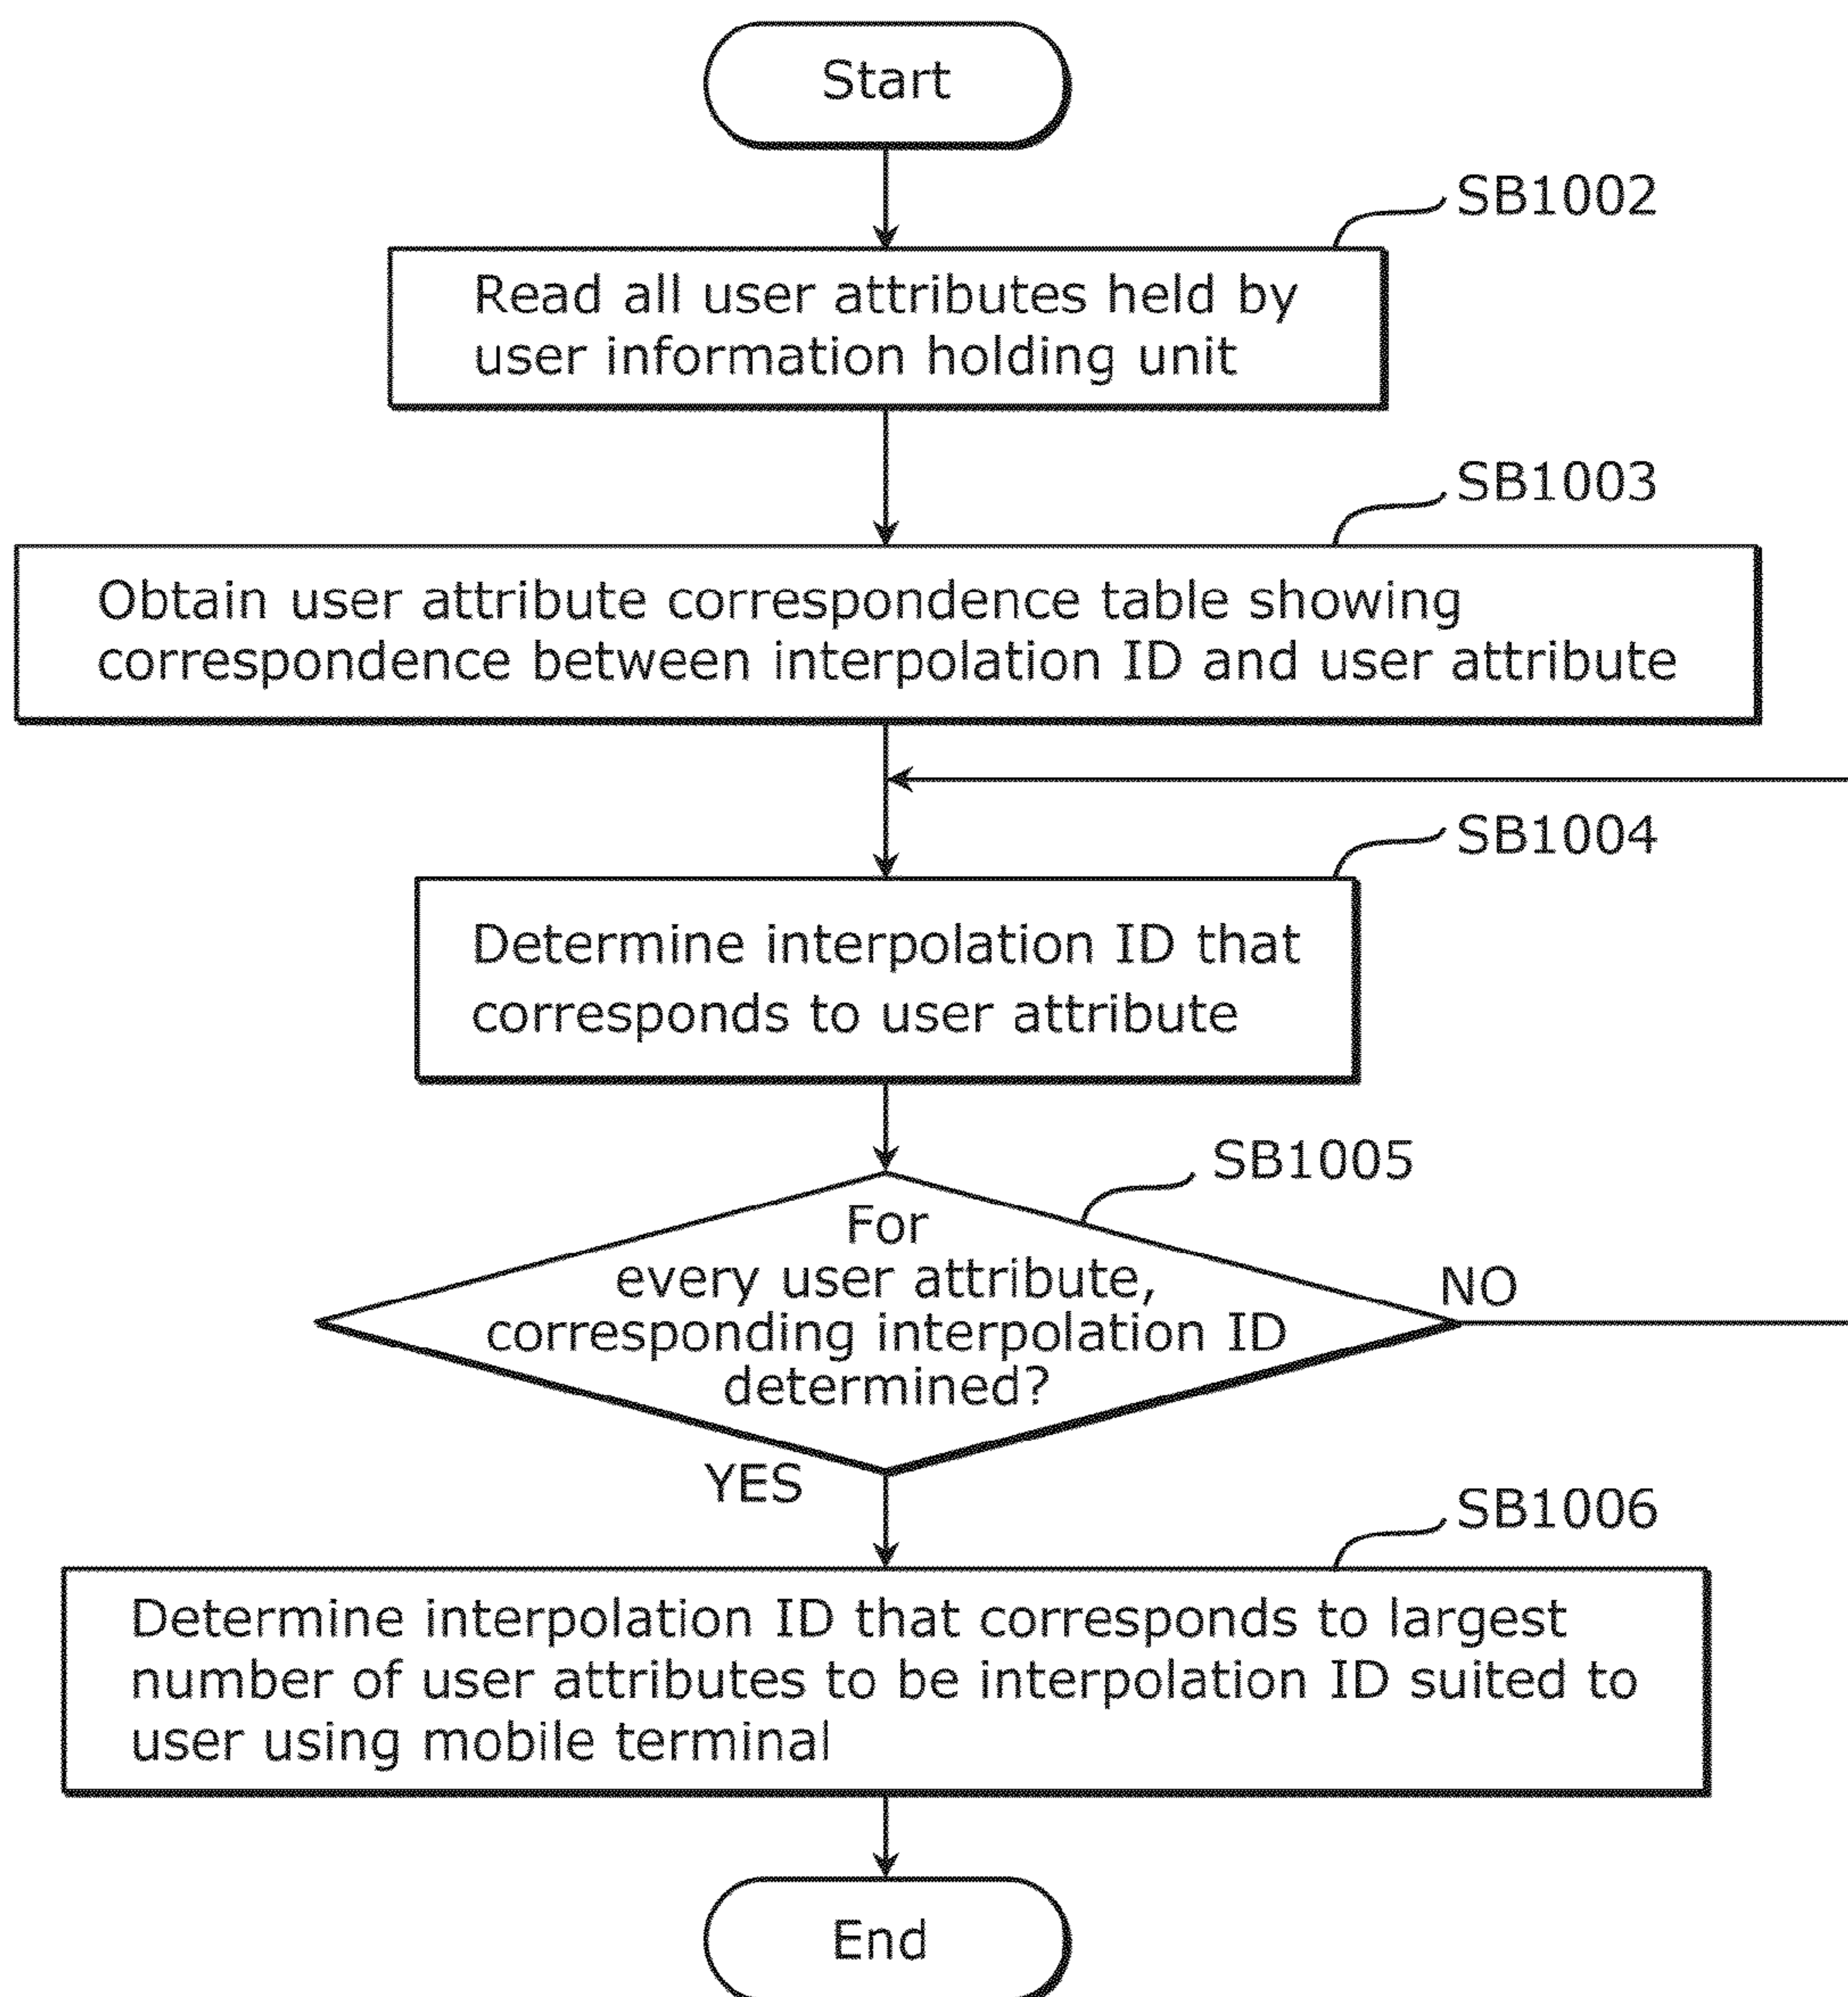 Start
SB1002
Read all user attributes held by
user information holding unit
SB1003
Obtain user attribute correspondence table showing
correspondence between interpolation ID and user attribute
SB1004
Determine interpolation ID that
corresponds to user attribute
SB1005
For
every user attribute,
corresponding interpolation ID
determined?
NO
YES
SB1006
Determine interpolation ID that corresponds to largest
number of user attributes to be interpolation ID suited to
user using mobile terminal
End